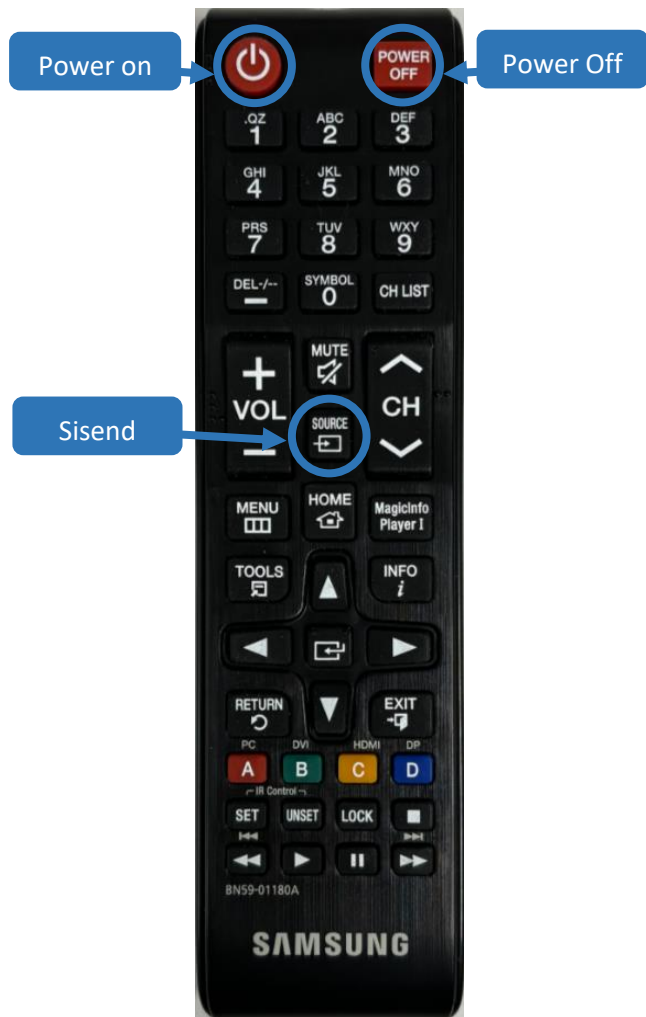 Power on
POWER
OFF
Power Off
.QZ ABC DEF
1 2 3
GHI JKL MNO
4 5 6
PRS TUV WXY
7 8 9
DEL-/-- SYMBOL
0 CH LIST
MUTE
+
VOL
CH
SOURCE
Sisend
MENU HOME MagicInfo
Player I
TOOLS INFO
i
RETURN EXIT
PC DVI HDMI DP
A B C D
IR Control
SET UNSET LOCK
BN59-01180A
SAMSUNG